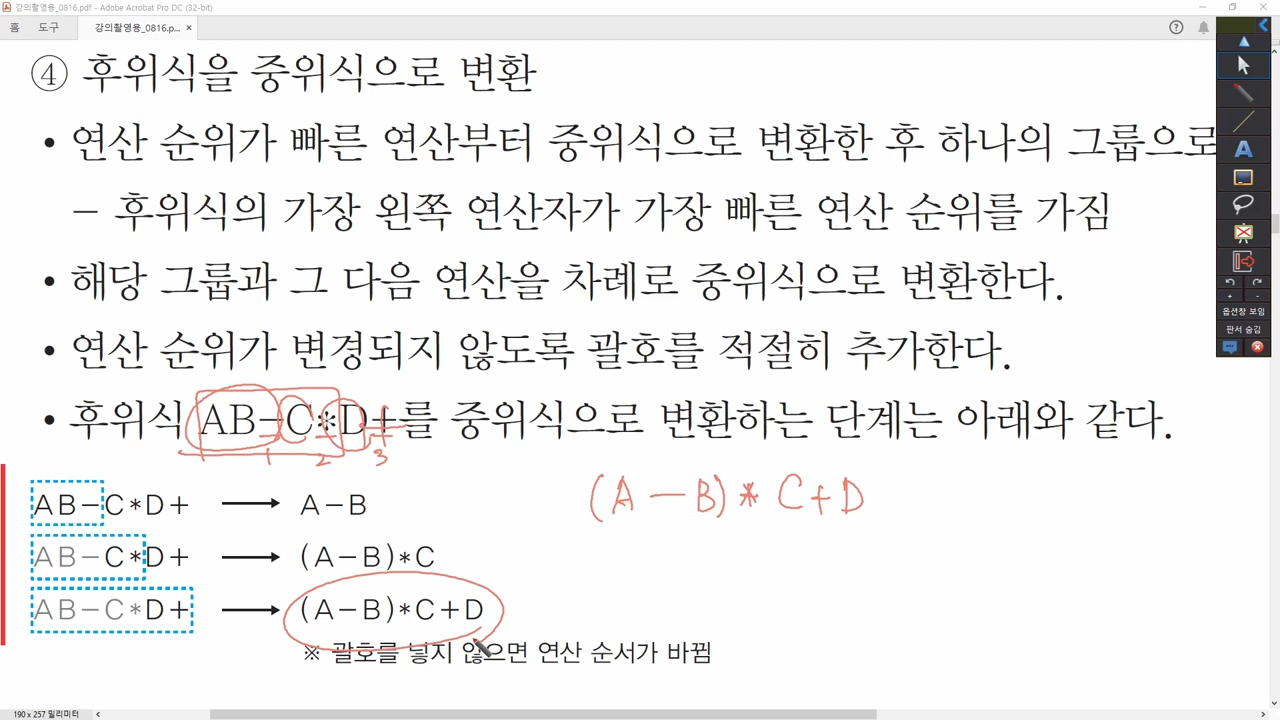 강의촬영용_0816.pdf - Adobe Acrobat Pro DC (32-bit)
홈 도구 강의촬영용_0816.p... ×
④ 후위식을 중위식으로 변환
• 연산 순위가 빠른 연산부터 중위식으로 변환한 후 하나의 그룹으로
– 후위식의 가장 왼쪽 연산자가 가장 빠른 연산 순위를 가짐
• 해당 그룹과 그 다음 연산을 차례로 중위식으로 변환한다.
옵션창 보임
판서 숨김
• 연산 순위가 변경되지 않도록 괄호를 적절히 추가한다.
• 후위식 AB-C*D+를 중위식으로 변환하는 단계는 아래와 같다.
1 2 3
AB-C*D+ → A-B
(A-B)*C+D
AB-C*D+ → (A-B)*C
AB-C*D+ → (A-B)*C+D
※ 괄호를 넣지 않으면 연산 순서가 바뀜
190 x 257 밀리미터